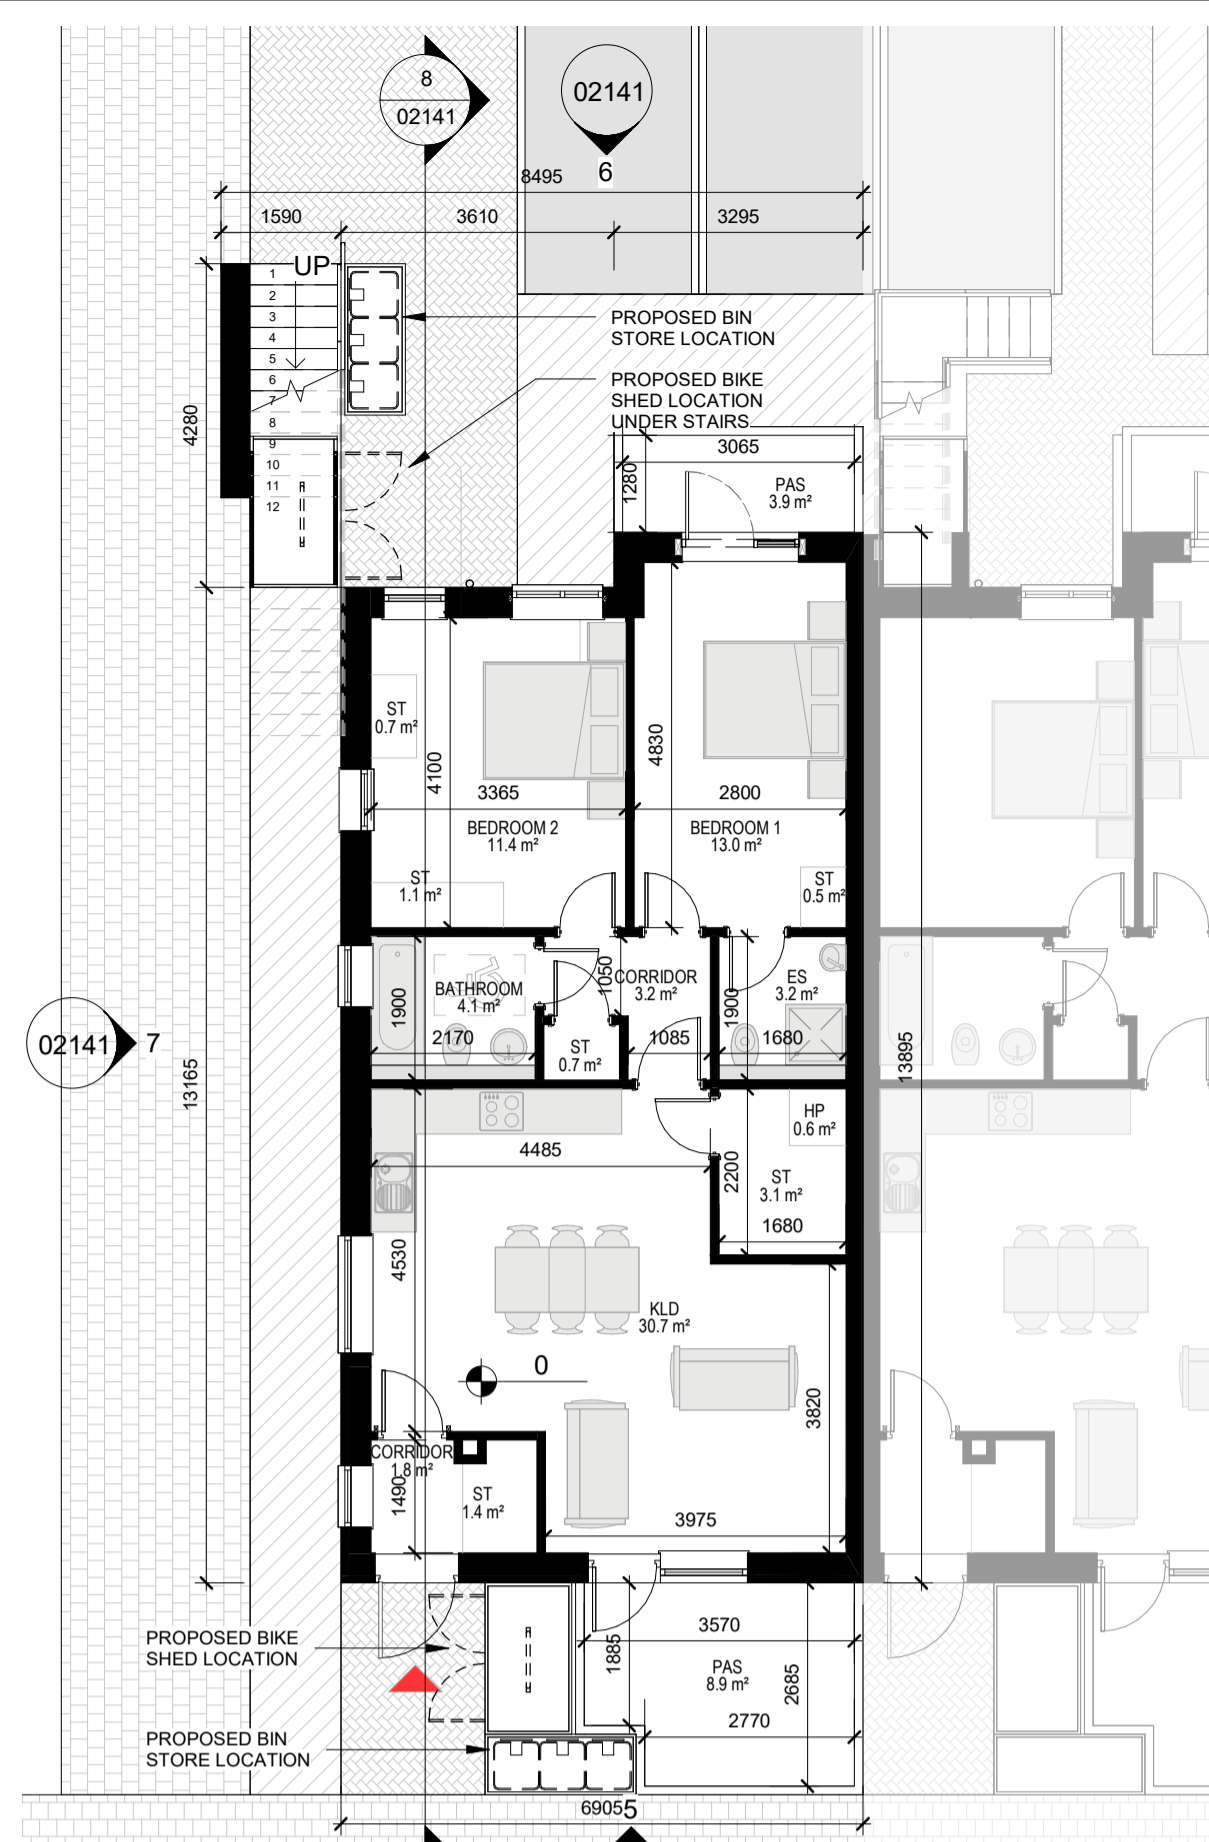 8
02141
02141
6
8495
1590
3610
3295
UP
1
2
3
4
5
6
7
8
9
10
11
12
4280
PROPOSED BIN
STORE LOCATION
PROPOSED BIKE
SHED LOCATION
UNDER STAIRS
3065
1280
PAS
3.9 m²
ST
0.7 m²
4100
4830
3365
2800
BEDROOM 2
11.4 m²
BEDROOM 1
13.0 m²
ST
1.1 m²
ST
0.5 m²
1050
CORRIDOR
3.2 m²
ES
3.2 m²
BATHROOM
4.1 m²
1900
1900
2170
1085
1680
ST
0.7 m²
02141
7
13165
13895
HP
0.6 m²
4485
2200
ST
3.1 m²
1680
4530
KLD
30.7 m²
0
3820
CORRIDOR
1.8 m²
1490
ST
1.4 m²
3975
PROPOSED BIKE
SHED LOCATION
3570
1885
PAS
8.9 m²
2685
2770
PROPOSED BIN
STORE LOCATION
6905
5